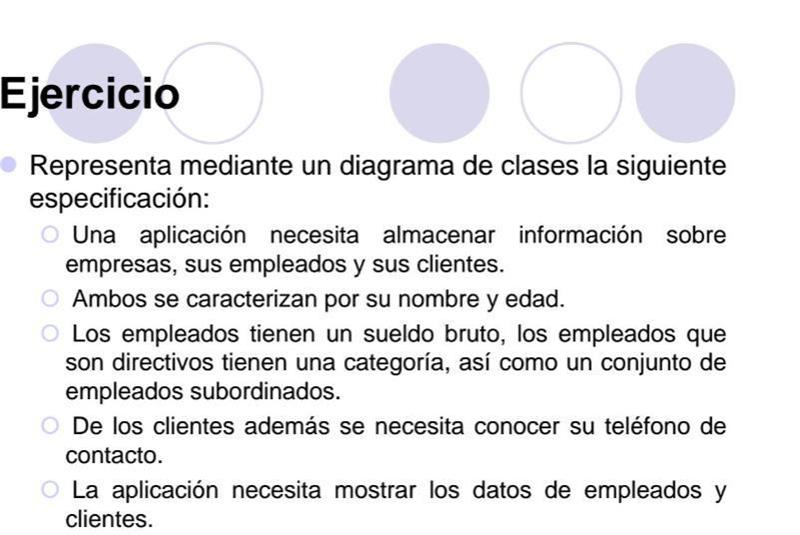 Ejercicio
Representa mediante un diagrama de clases la siguiente
especificación:
Una aplicación necesita almacenar información sobre
empresas, sus empleados y sus clientes.
Ambos se caracterizan por su nombre y edad.
Los empleados tienen un sueldo bruto, los empleados que
son directivos tienen una categoría, así como un conjunto de
empleados subordinados.
De los clientes además se necesita conocer su teléfono de
contacto.
La aplicación necesita mostrar los datos de empleados y
clientes.